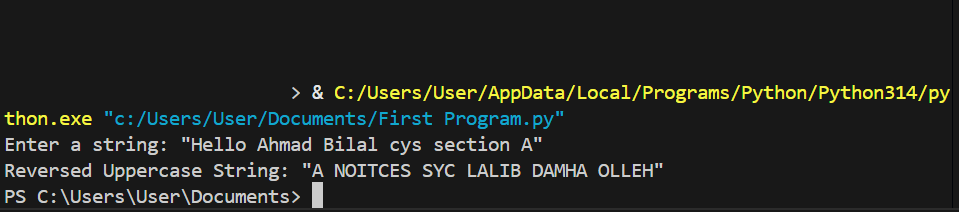 > & C:/Users/User/AppData/Local/Programs/Python/Python314/py
thon.exe "c:/Users/User/Documents/First Program.py"
Enter a string: "Hello Ahmad Bilal cys section A"
Reversed Uppercase String: "A NOITCES SYC LALIB DAMHA OLLEH"
PS C:\Users\User\Documents>